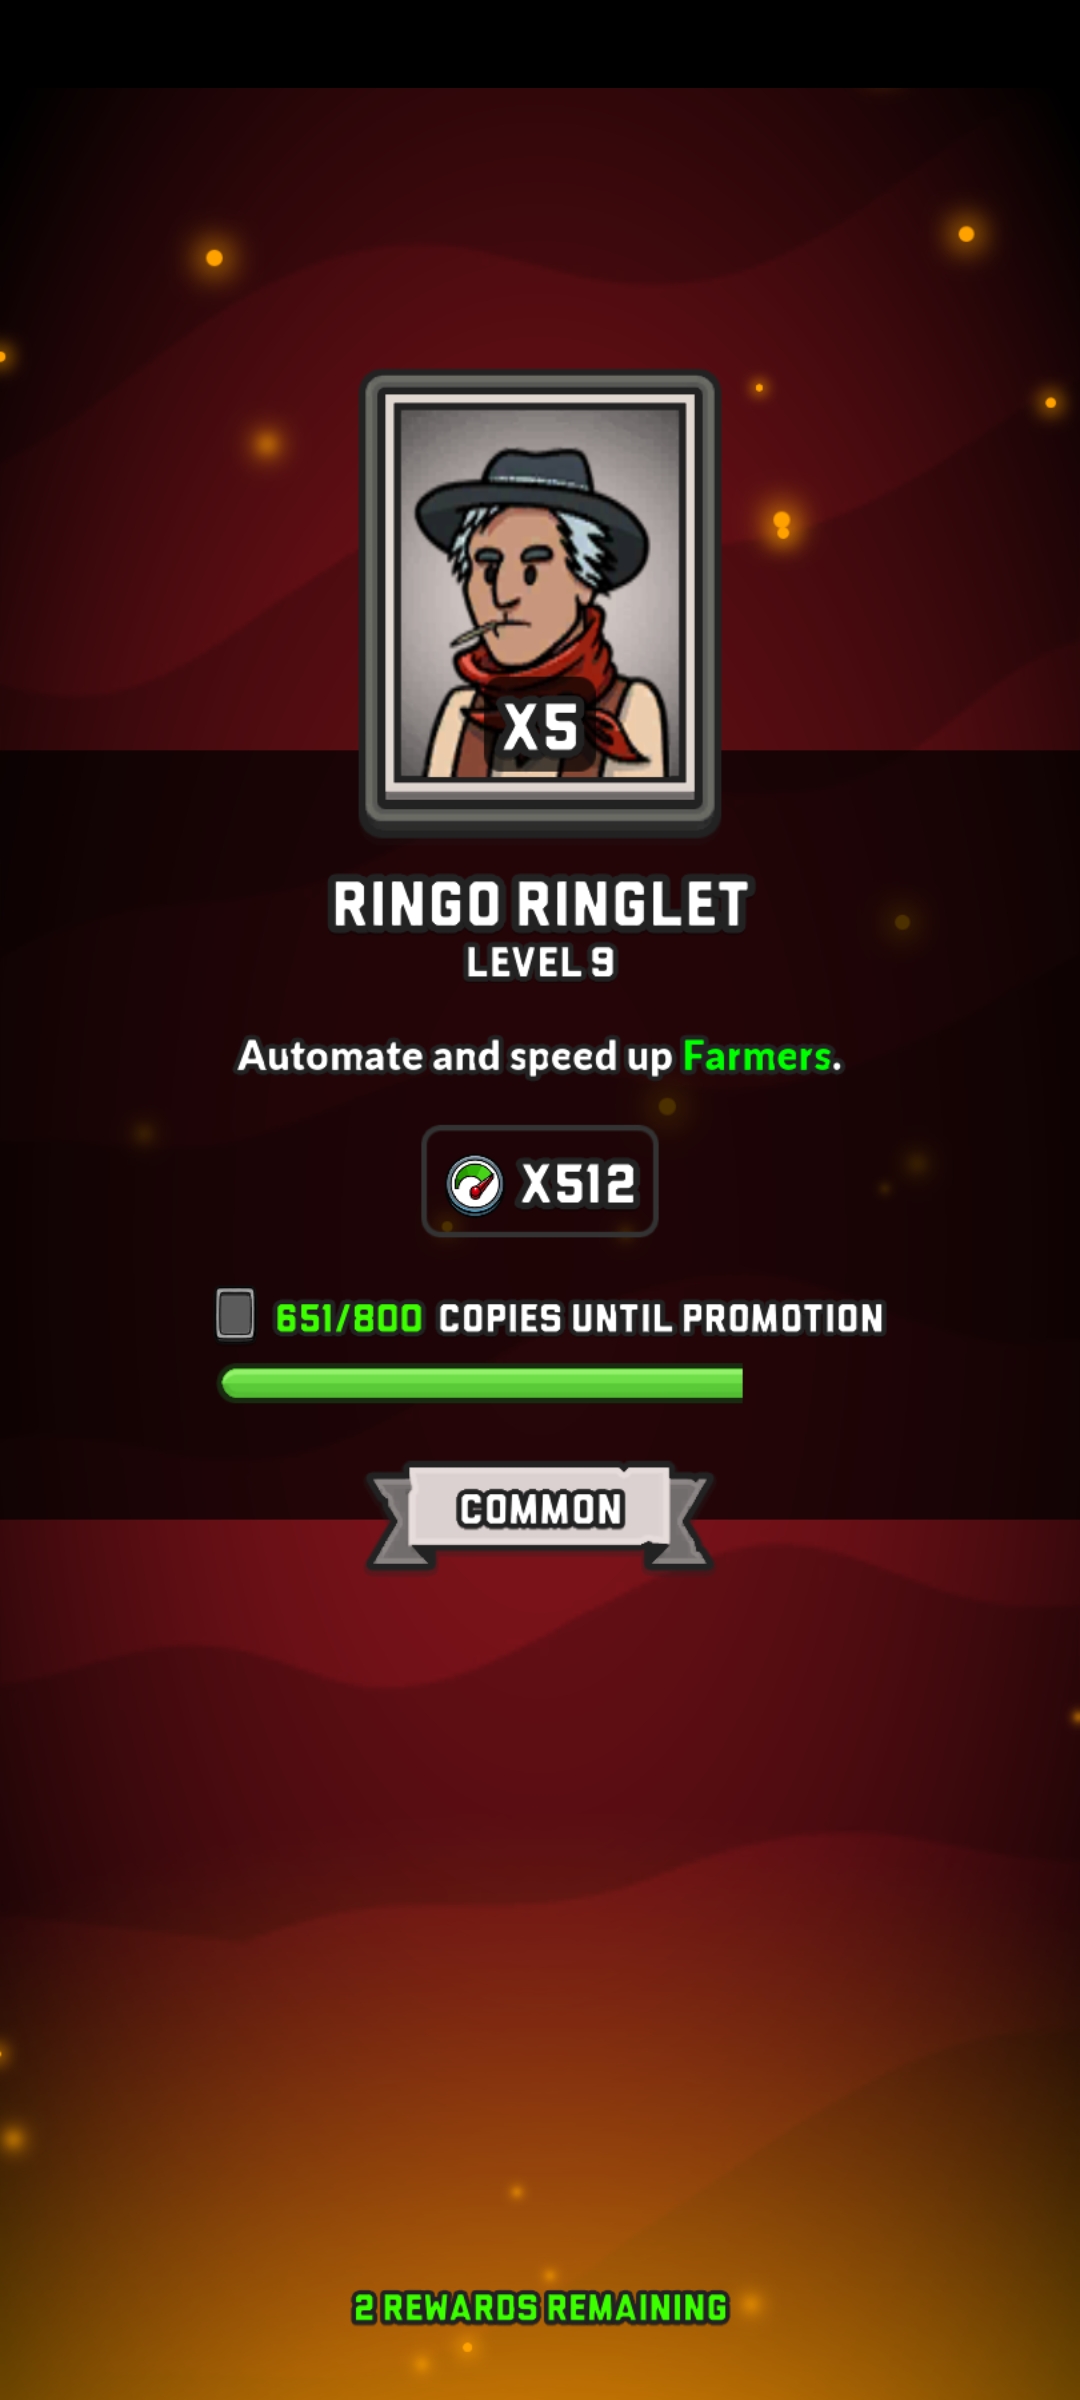 X5
RINGO RINGLET
LEVEL 9
Automate and speed up Farmers.
X512
651/800 COPIES UNTIL PROMOTION
COMMON
2 REWARDS REMAINING